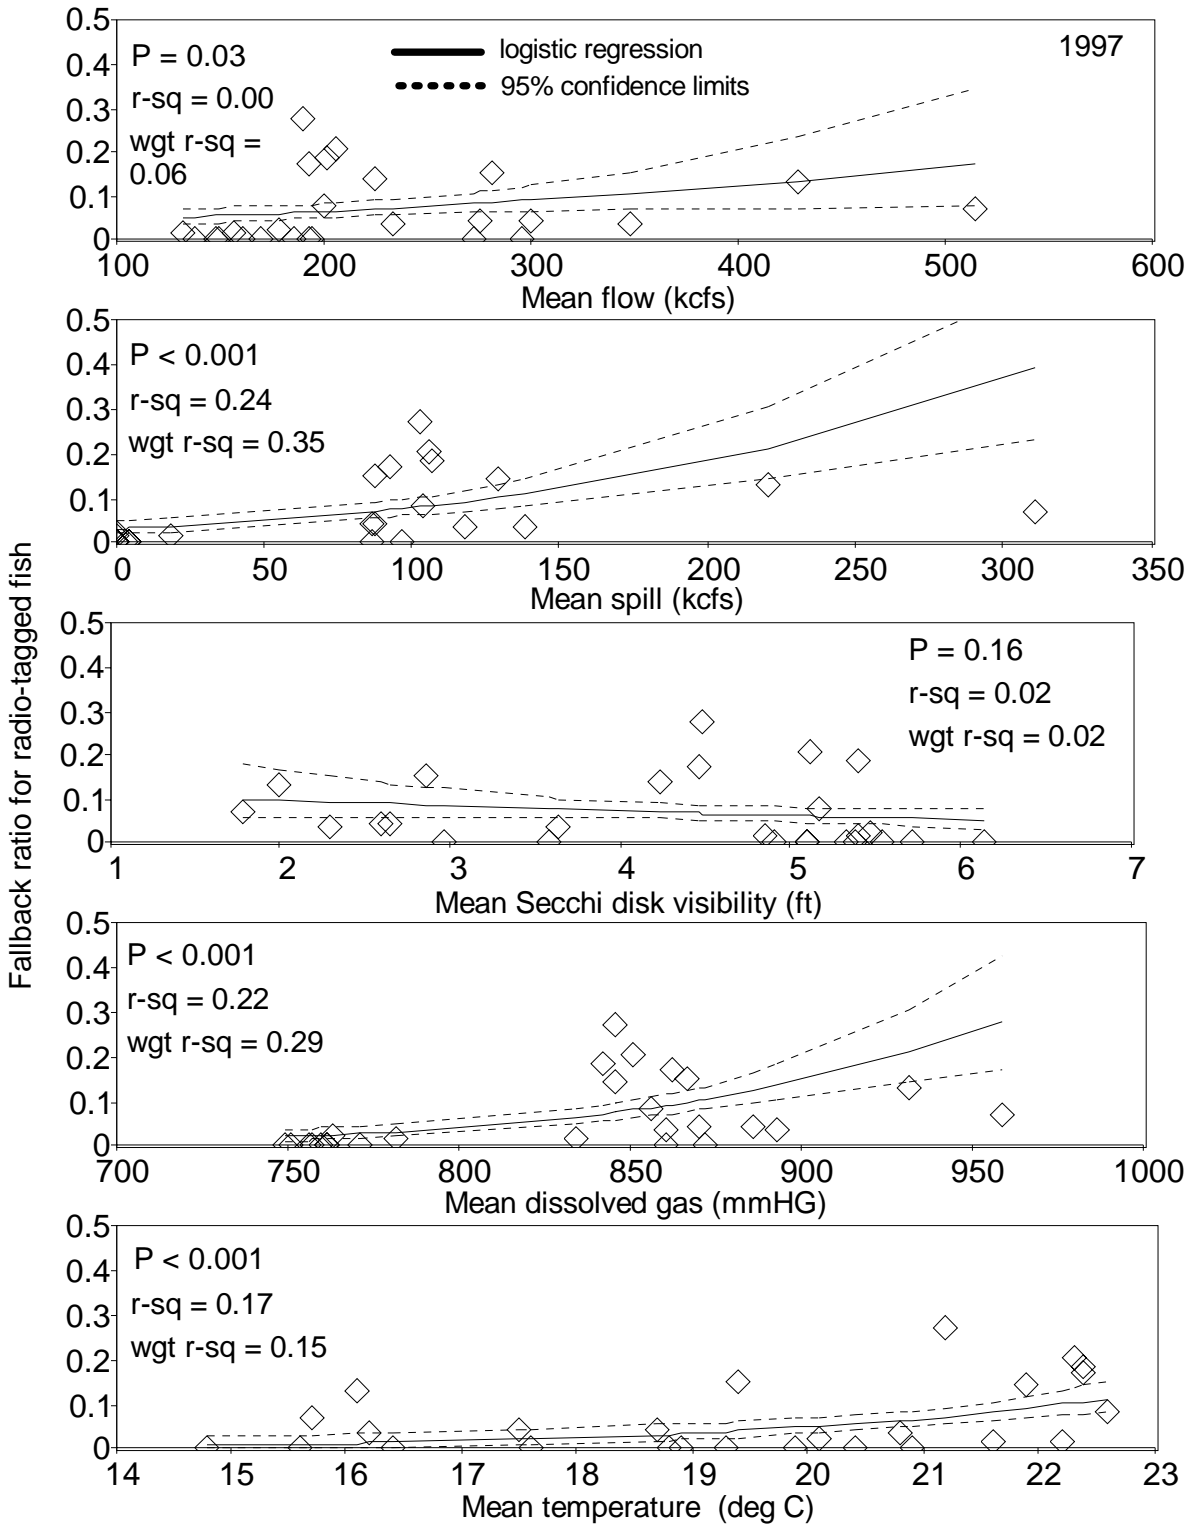 Fallback ratio for radio-tagged fish
0.5
0.4
0.3
0.2
0.1
0
P = 0.03
r-sq = 0.00
wgt r-sq =
0.06
logistic regression
95% confidence limits
1997
100 200 300 400 500 600
Mean flow (kcfs)
0.5
0.4
0.3
0.2
0.1
0
P < 0.001
r-sq = 0.24
wgt r-sq = 0.35
0 50 100 150 200 250 300 350
Mean spill (kcfs)
0.5
0.4
0.3
0.2
0.1
0
P = 0.16
r-sq = 0.02
wgt r-sq = 0.02
1 2 3 4 5 6 7
Mean Secchi disk visibility (ft)
0.5
0.4
0.3
0.2
0.1
0
P < 0.001
r-sq = 0.22
wgt r-sq = 0.29
700 750 800 850 900 950 1000
Mean dissolved gas (mmHG)
0.5
0.4
0.3
0.2
0.1
0
P < 0.001
r-sq = 0.17
wgt r-sq = 0.15
14 15 16 17 18 19 20 21 22 23
Mean temperature (deg C)